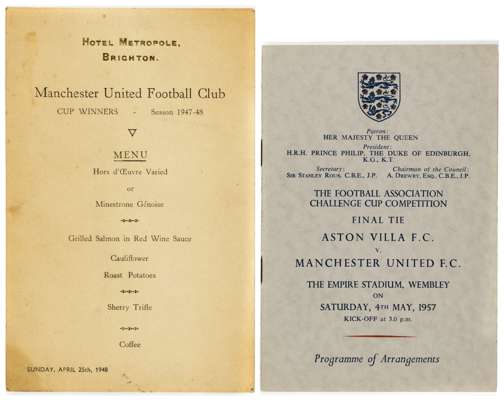 HOTEL METROPOLE,
BRIGHTON.
Manchester United Football Club
CUP WINNERS - Season 1947-48
MENU
Hors d'Œuvre Varied
or
Minestrone Génoise
Grilled Salmon in Red Wine Sauce
Cauliflower
Roast Potatoes
Sherry Trifle
Coffee
SUNDAY, APRIL 25th, 1948
Patron:
HER MAJESTY THE QUEEN
President:
H.R.H. PRINCE PHILIP, THE DUKE OF EDINBURGH,
K.G., K.T.
Secretary: Chairman of the Council:
SIR STANLEY ROUS, C.B.E., J.P. A. DREWRY, ESQ., C.B.E., J.P.
THE FOOTBALL ASSOCIATION
CHALLENGE CUP COMPETITION
FINAL TIE
ASTON VILLA F.C.
v.
MANCHESTER UNITED F.C.
THE EMPIRE STADIUM, WEMBLEY
ON
SATURDAY, 4TH MAY, 1957
KICK-OFF at 3.0 p.m.
Programme of Arrangements